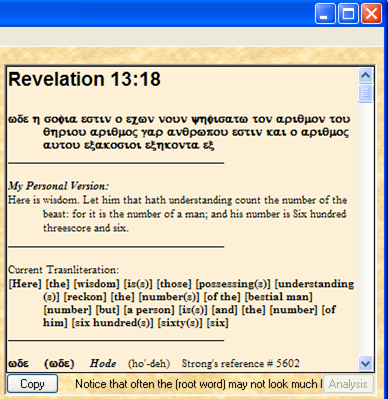 Revelation 13:18
ωδε η σοφια εστιν ο εχων νουν ψηφισατω τον αριθμον του
θηριου αριθμος γαρ ανθρωπου εστιν και ο αριθμος
αυτου εξακοσιοι εξηκοντα εξ
My Personal Version:
Here is wisdom. Let him that hath understanding count the number of the
beast: for it is the number of a man; and his number is Six hundred
threescore and six.
Current Trasnliteration:
[Here] [the] [wisdom] [is(s)] [those] [possessing(s)] [understanding
(s)] [reckon] [the] [number(s)] [of the] [bestial man]
[number] [but] [a person] [is(s)] [and] [the] [number] [of
him] [six hundred(s)] [sixty(s)] [six]
ωδε (ωδε) Hode (ho'-deh) Strong's reference # 5602
Copy Notice that often the (root word) may not look much l Analysis